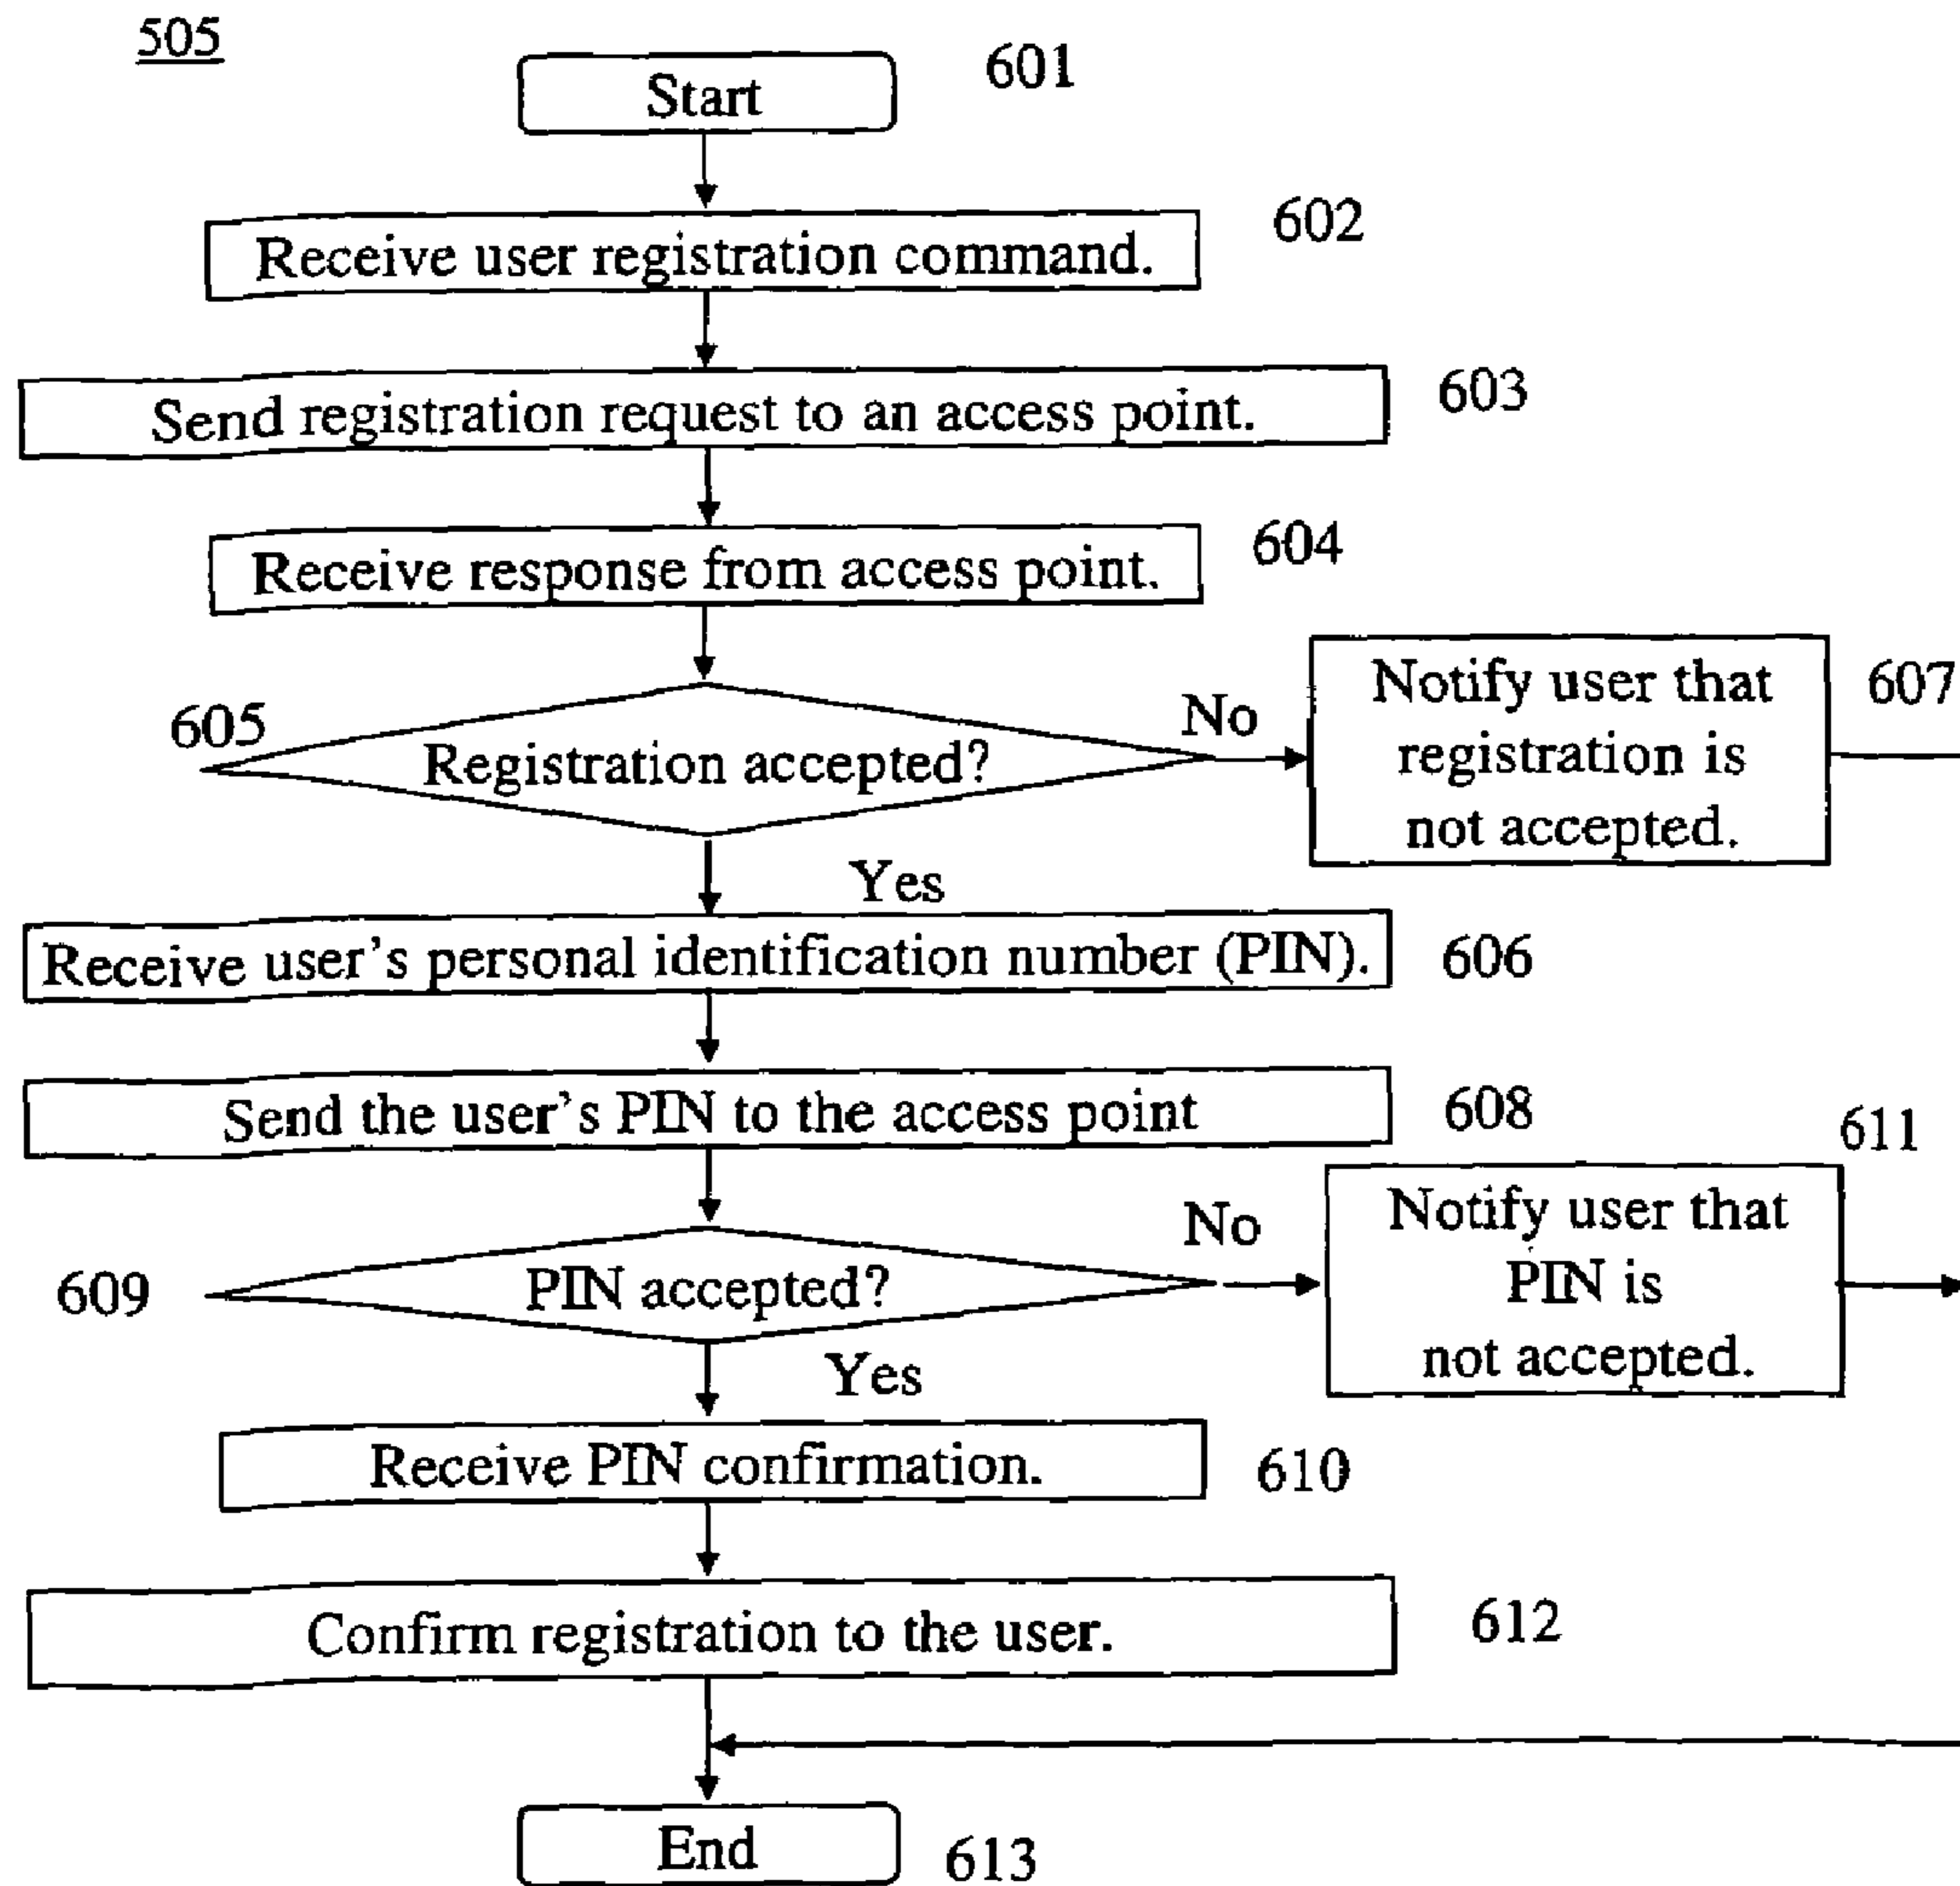 505
Start
601
Receive user registration command.
602
Send registration request to an access point.
603
Receive response from access point.
604
605
Registration accepted?
No
Notify user that
registration is
not accepted.
607
Yes
Receive user's personal identification number (PIN).
606
Send the user's PIN to the access point
608
611
609
PIN accepted?
No
Notify user that
PIN is
not accepted.
Yes
Receive PIN confirmation.
610
Confirm registration to the user.
612
End
613